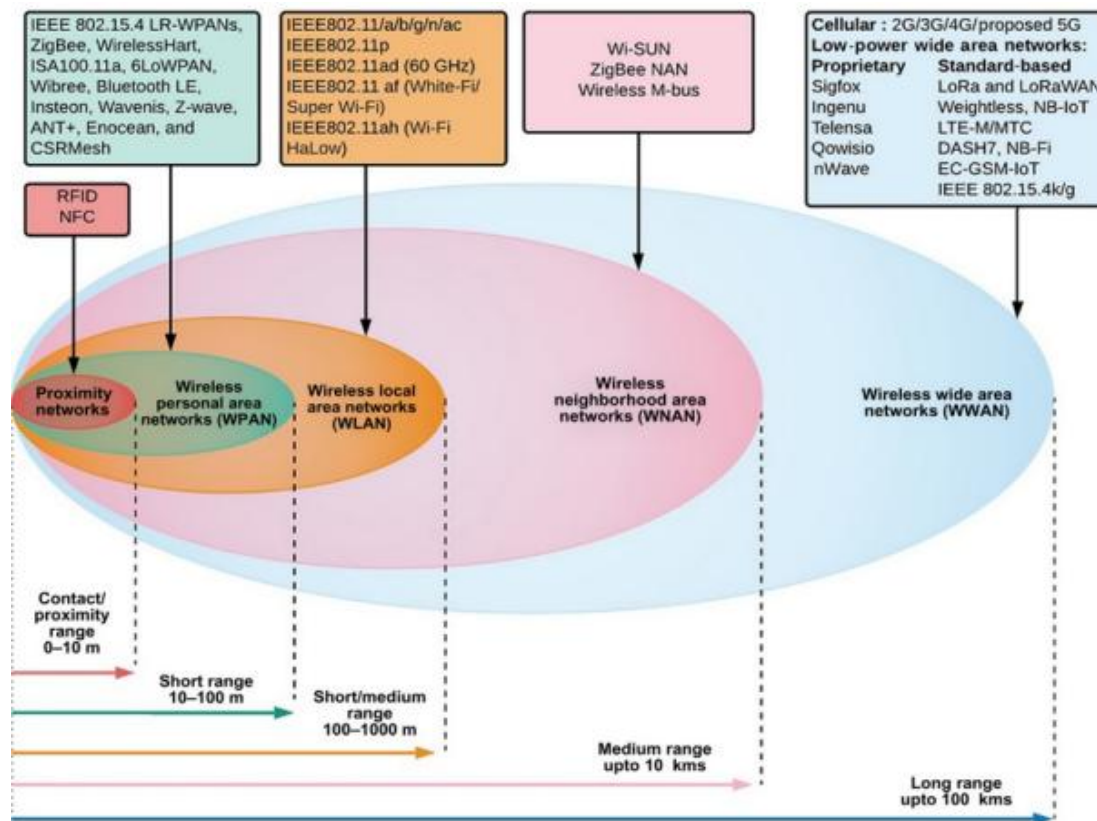 IEEE 802.15.4 LR-WPANs,
ZigBee, WirelessHart,
ISA100.11a, 6LoWPAN,
Wibree, Bluetooth LE,
Insteon, Wavenis, Z-wave,
ANT+, Enocean, and
CSRMesh
IEEE802.11/a/b/g/n/ac
IEEE802.11p
IEEE802.11ad (60 GHz)
IEEE802.11 af (White-Fi/
Super Wi-Fi)
IEEE802.11ah (Wi-Fi
HaLow)
Wi-SUN
ZigBee NAN
Wireless M-bus
Cellular : 2G/3G/4G/proposed 5G
Low-power wide area networks:
Proprietary Standard-based
Sigfox LoRa and LoRaWAN
Ingenu Weightless, NB-IoT
Telensa LTE-M/MTC
Qowisio DASH7, NB-Fi
nWave EC-GSM-IoT
IEEE 802.15.4k/g
RFID
NFC
Proximity
networks
Wireless
personal area
networks (WPAN)
Wireless local
area networks
(WLAN)
Wireless
neighborhood area
networks (WNAN)
Wireless wide area
networks (WWAN)
Contact/
proximity
range
0–10 m
Short range
10–100 m
Short/medium
range
100–1000 m
Medium range
upto 10 kms
Long range
upto 100 kms